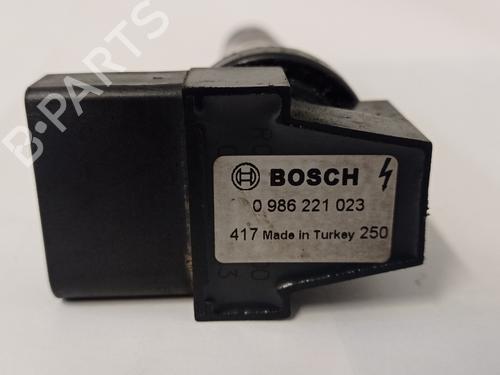 B-PARTS
BOSCH
0 986 221 023
417 Made in Turkey 250